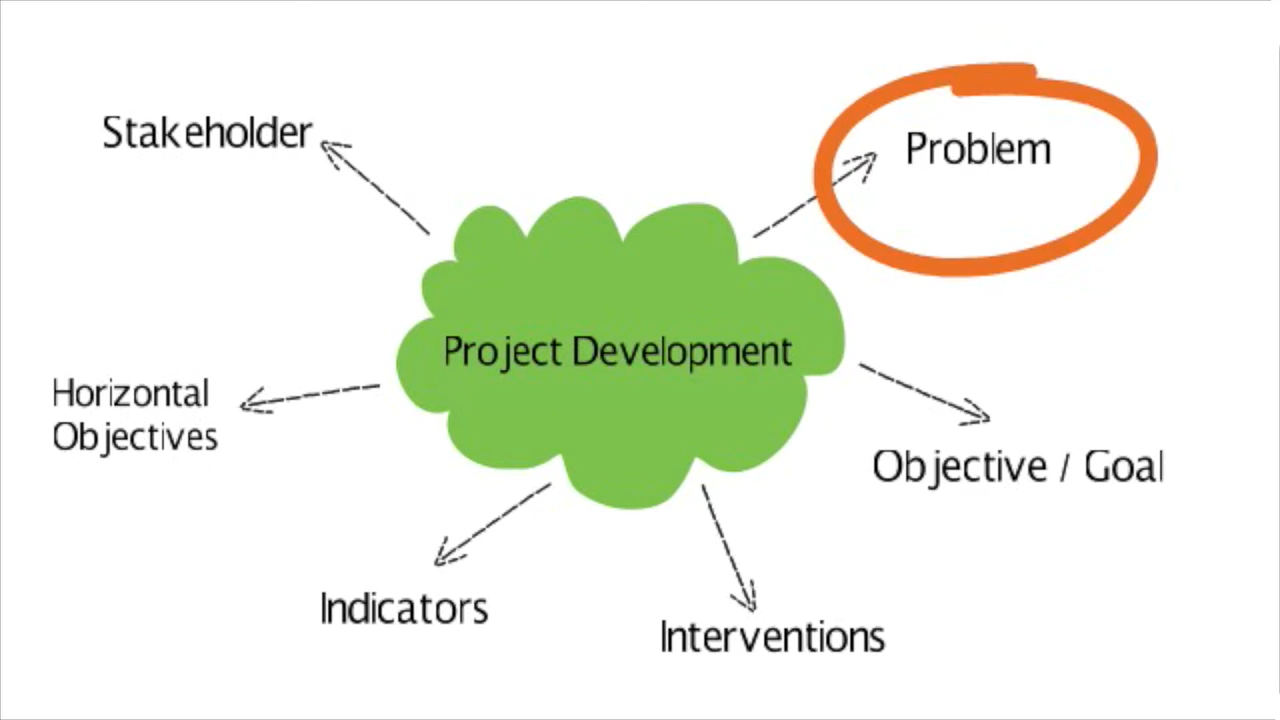 Stakeholder
Problem
Project Development
Horizontal
Objectives
Objective / Goal
Indicators
Interventions